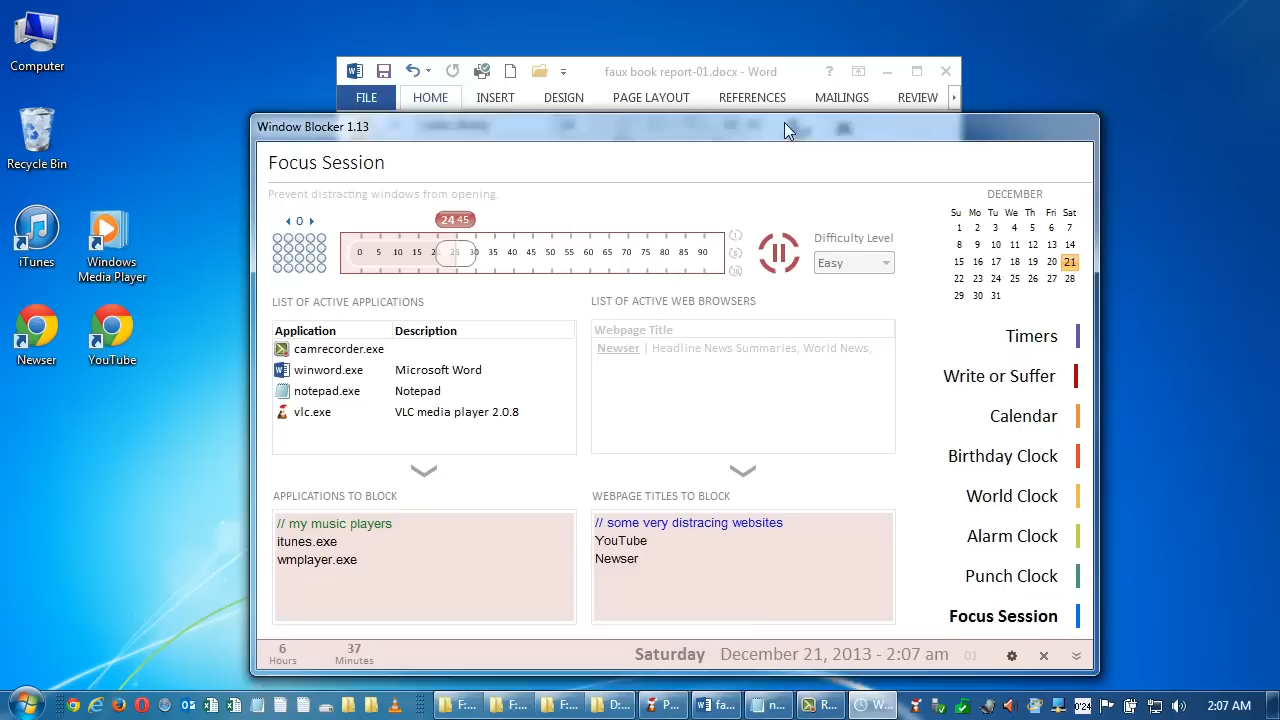 Computer
Recycle Bin
iTunes
Windows
Media Player
Newser
YouTube
faux book report-01.docx - Word
FILE HOME INSERT DESIGN PAGE LAYOUT REFERENCES MAILINGS REVIEW
Window Blocker 1.13
Focus Session
Prevent distracting windows from opening.
0
24 45
0 5 10 15 2 25 30 35 40 45 50 55 60 65 70 75 80 85 90
Difficulty Level
Easy
DECEMBER
Su Mo Tu We Th Fri Sat
1 2 3 4 5 6 7
8 9 10 11 12 13 14
15 16 17 18 19 20 21
22 23 24 25 26 27 28
29 30 31
LIST OF ACTIVE APPLICATIONS
Application Description
camrecorder.exe
winword.exe Microsoft Word
notepad.exe Notepad
vlc.exe VLC media player 2.0.8
LIST OF ACTIVE WEB BROWSERS
Webpage Title
Newser | Headline News Summaries, World News,
APPLICATIONS TO BLOCK
// my music players
itunes.exe
wmplayer.exe
WEBPAGE TITLES TO BLOCK
// some very distracing websites
YouTube
Newser
Timers
Write or Suffer
Calendar
Birthday Clock
World Clock
Alarm Clock
Punch Clock
Focus Session
6 Hours
37 Minutes
Saturday December 21, 2013 - 2:07 am 01
F:... F:... F:... D:... P... fa... n... R... W... 0'24 2:07 AM